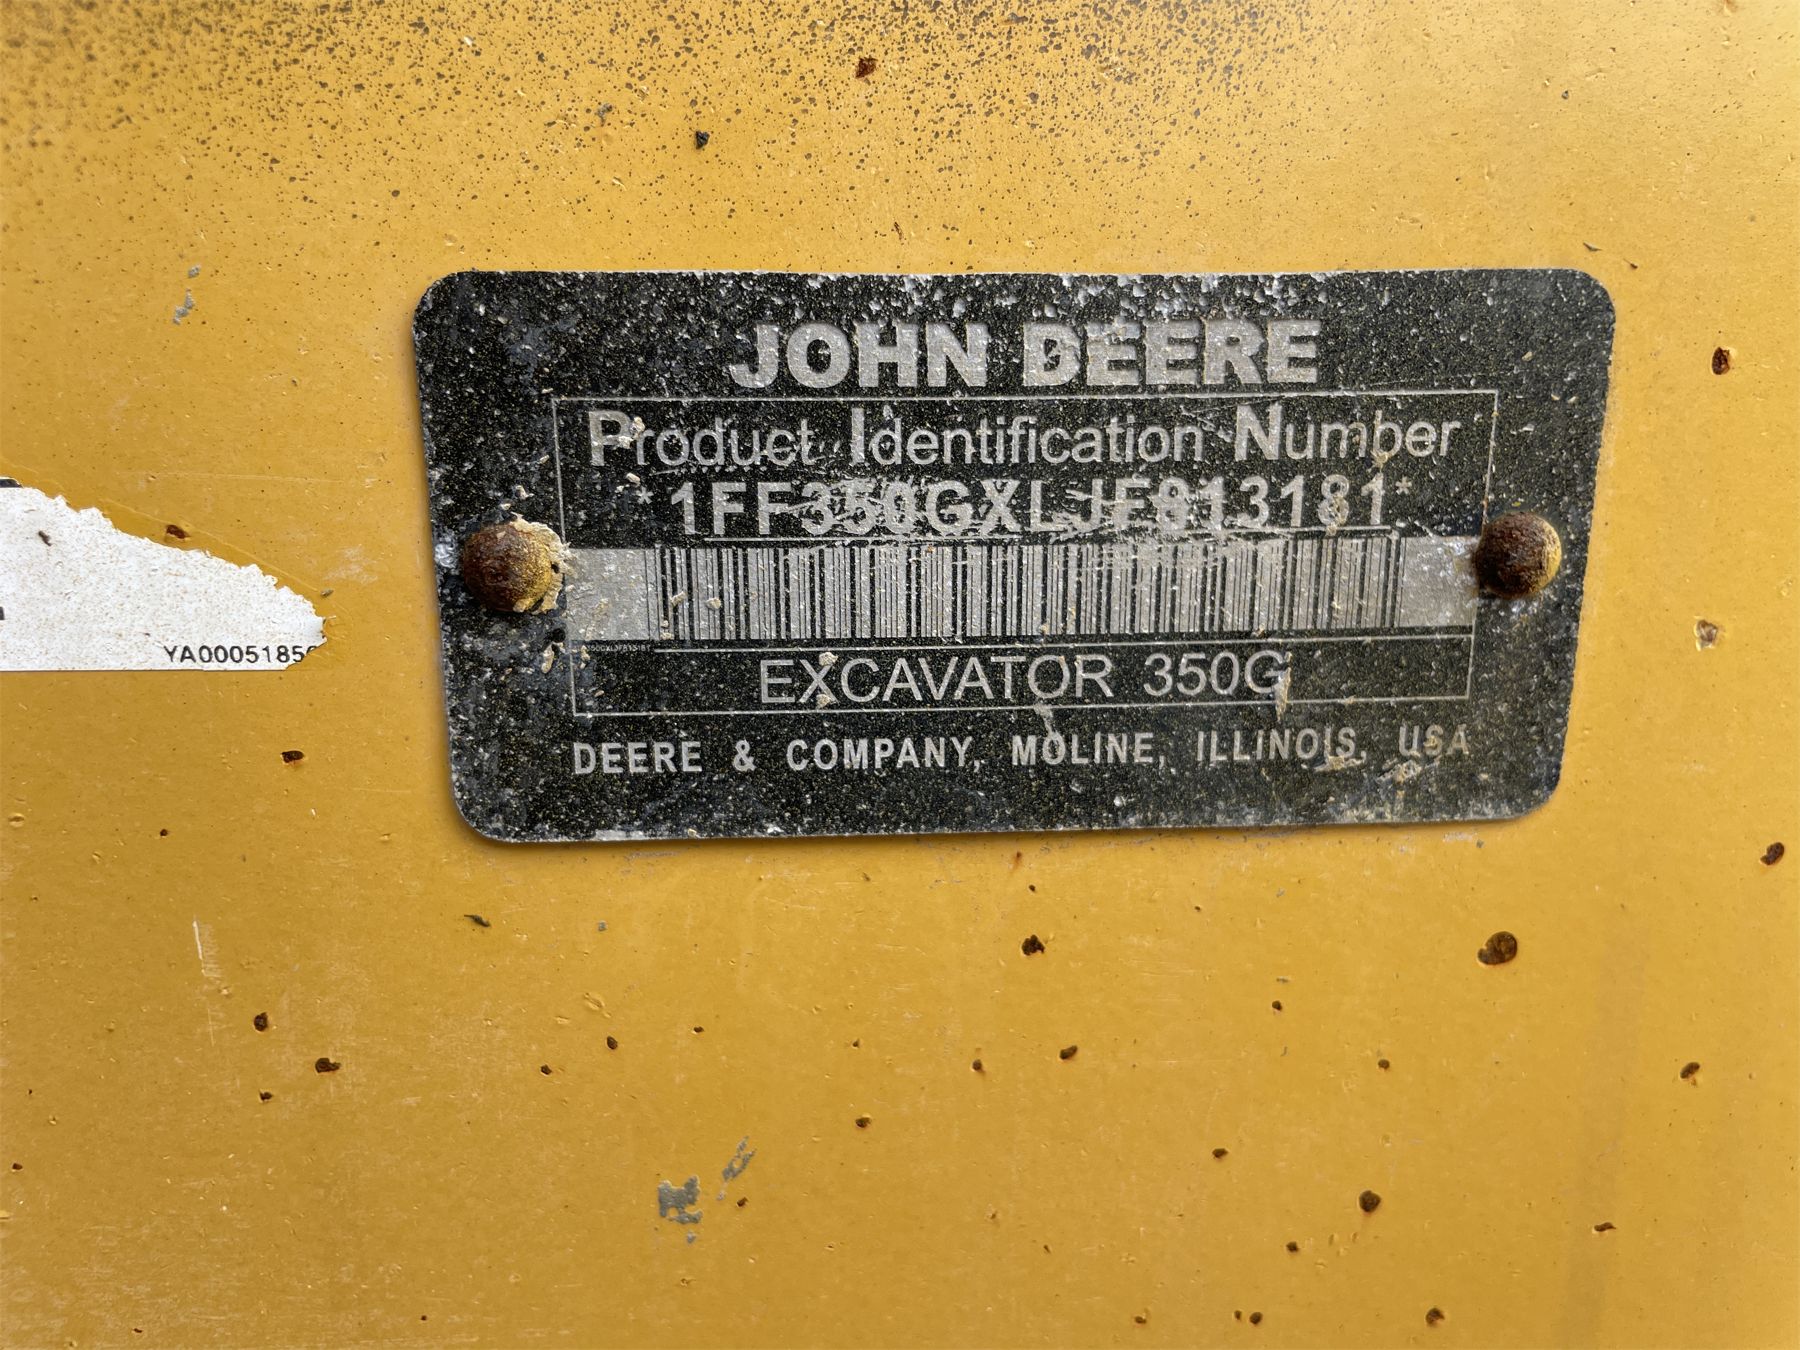 JOHN DEERE
Product Identification Number
*1FF350GXLJF813181*
EXCAVATOR 350G
DEERE & COMPANY, MOLINE, ILLINOIS, USA